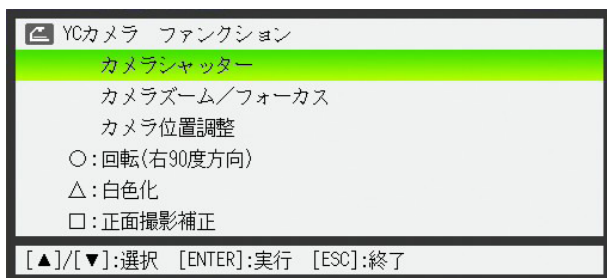 YCカメラ ファンクション
カメラシャッター
カメラズーム／フォーカス
カメラ位置調整
○:回転(右90度方向)
△:白色化
□:正面撮影補正
[▲]/[▼]:選択 [ENTER]:実行 [ESC]:終了